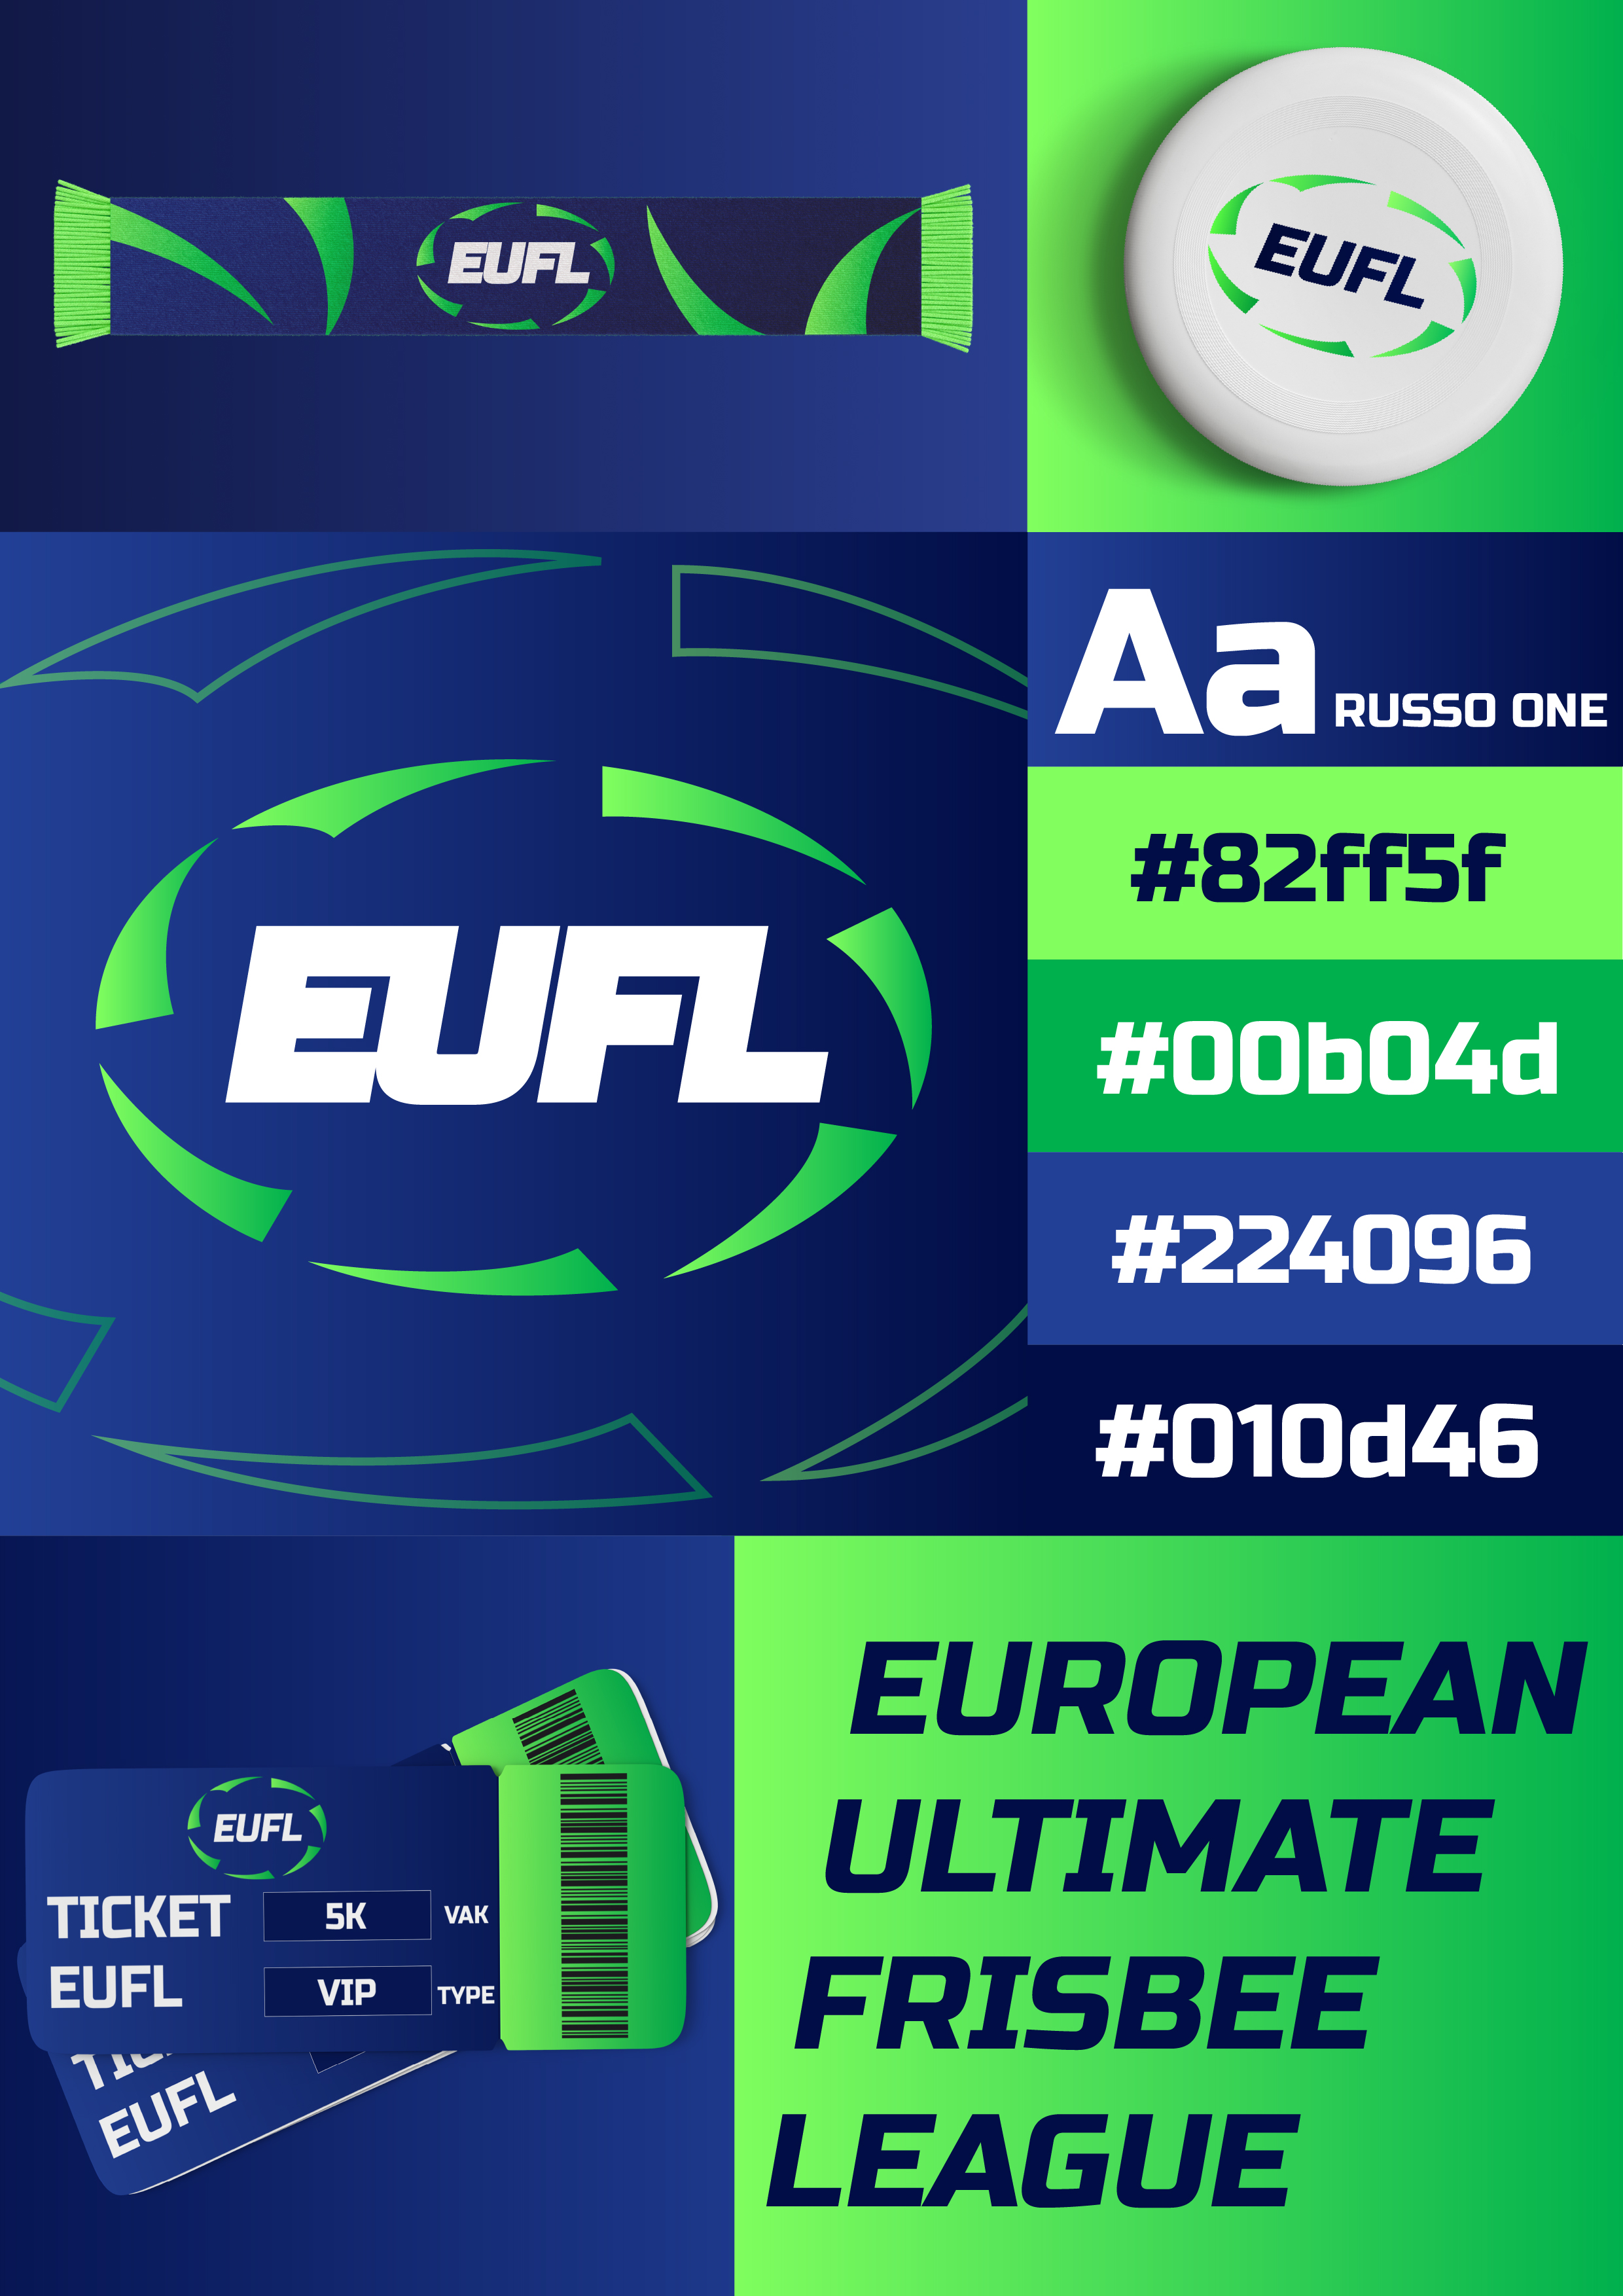 EUFL
EUFL
EUFL
Aa RUSSO ONE
#82ff5f
#00b04d
#224096
#010d46
EUFL
TICKET 5K VAK
EUFL VIP TYPE
EUFL
EUROPEAN
ULTIMATE
FRISBEE
LEAGUE